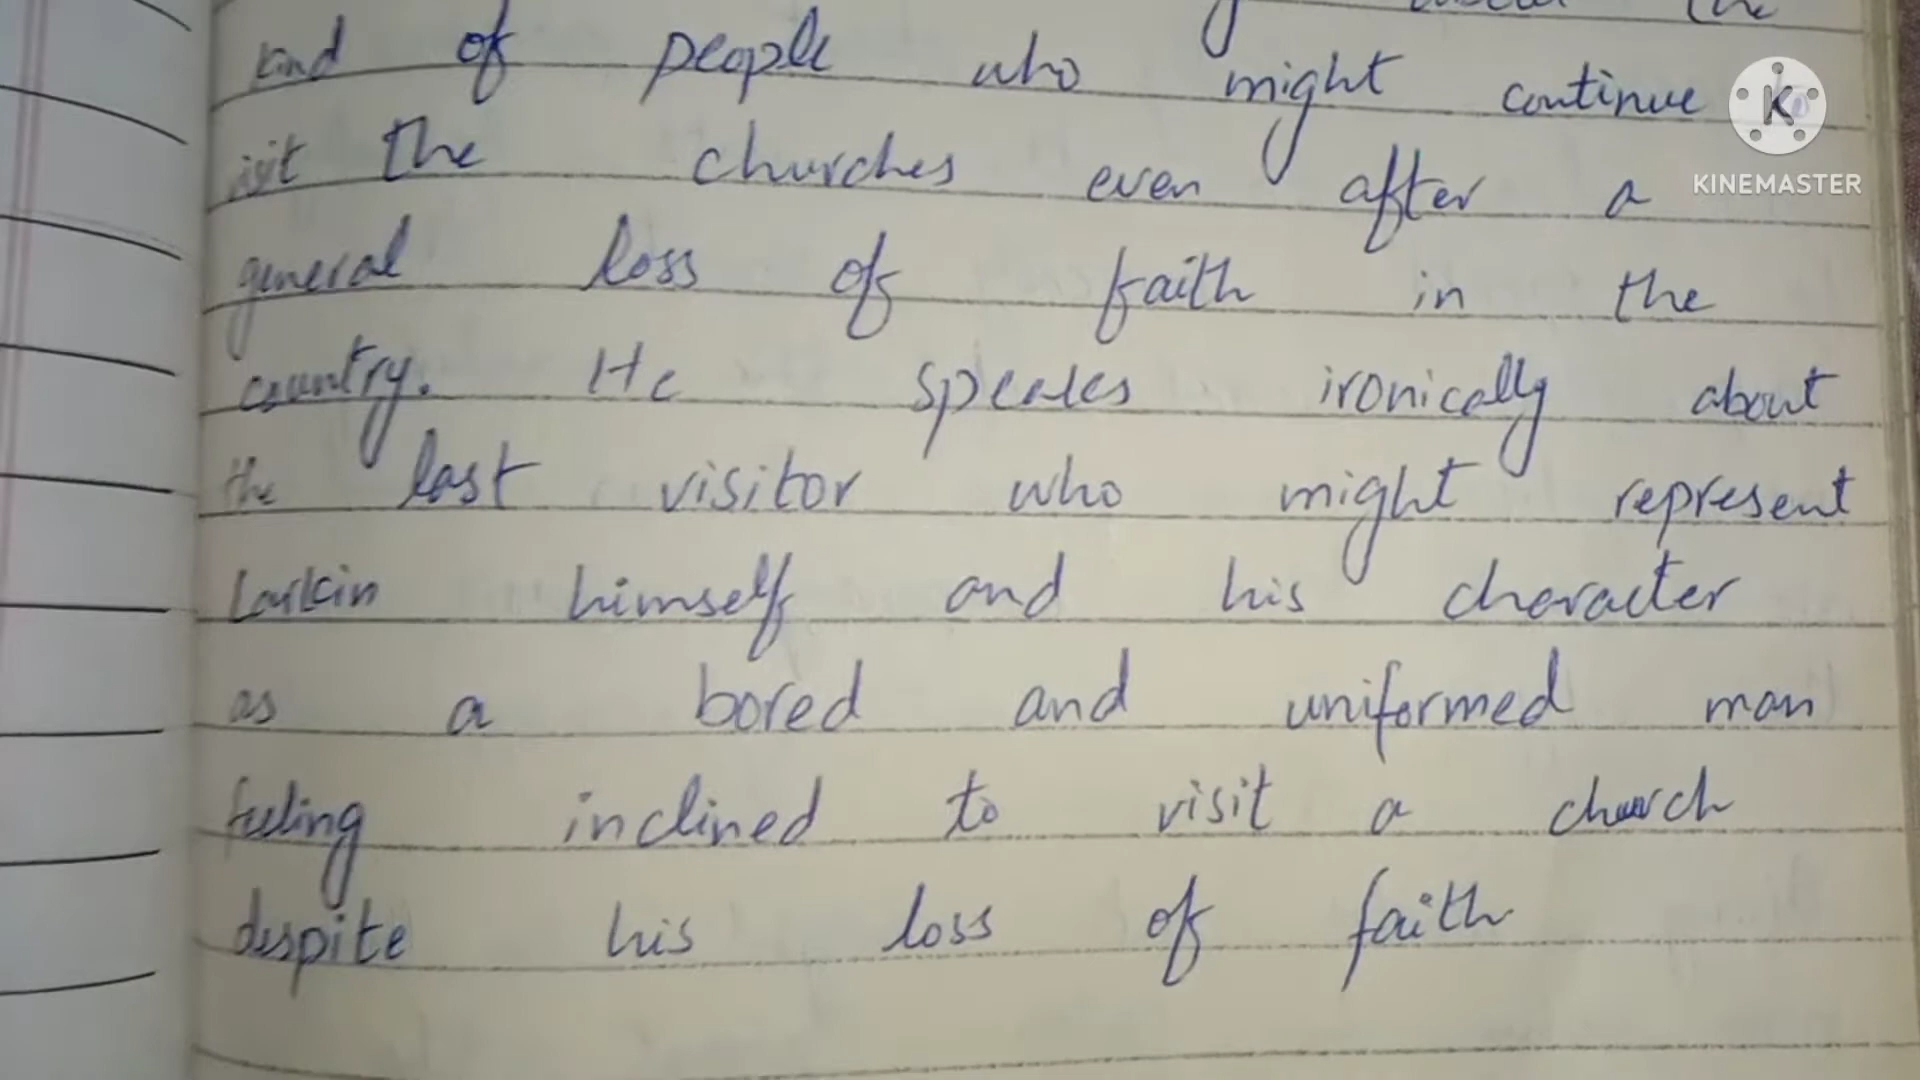 the
kind of people who might continue
visit the churches even after a
general loss of faith in the
country. He speaks ironically about
the last visitor who might represent
Larkin himself and his character
as a bored and uniformed man
feeling inclined to visit a church
despite his loss of faith
K
KINEMASTER